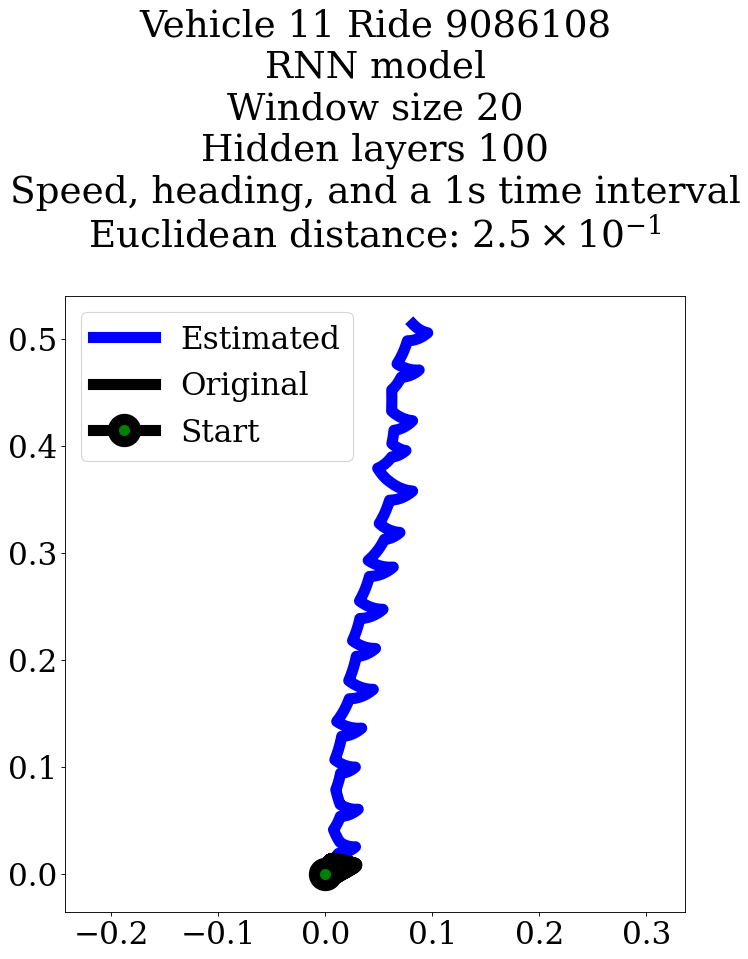 Vehicle 11 Ride 9086108
RNN model
Window size 20
Hidden layers 100
Speed, heading, and a 1s time interval
Euclidean distance: 2.5 × 10⁻¹
Estimated
Original
Start
0.5
0.4
0.3
0.2
0.1
0.0
−0.2 −0.1 0.0 0.1 0.2 0.3